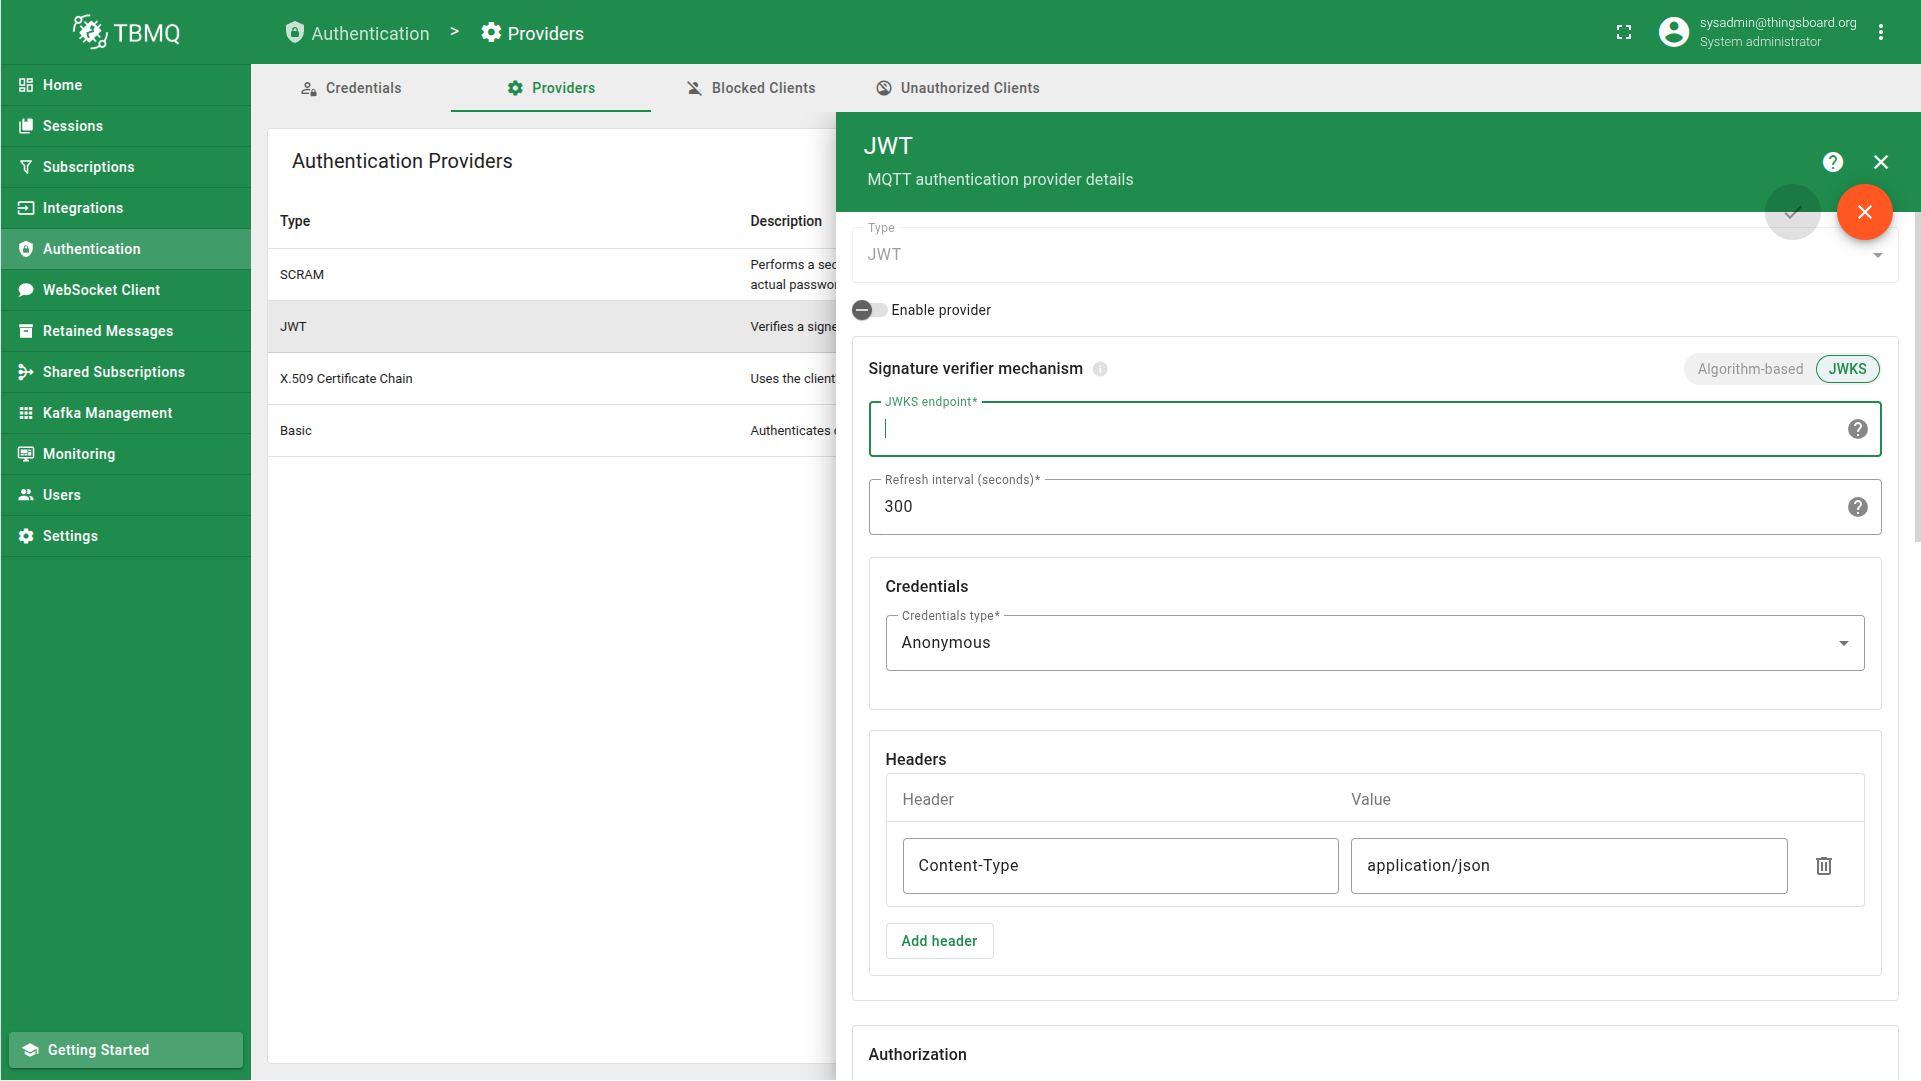 TBMQ
Authentication > Providers
sysadmin@thingsboard.org
System administrator
Home
Sessions
Subscriptions
Integrations
Authentication
WebSocket Client
Retained Messages
Shared Subscriptions
Kafka Management
Monitoring
Users
Settings
Getting Started
Credentials
Providers
Blocked Clients
Unauthorized Clients
Authentication Providers
Type Description
SCRAM Performs a sec
actual passwor
JWT Verifies a signe
X.509 Certificate Chain Uses the client'
Basic Authenticates
JWT
MQTT authentication provider details
Type
JWT
Enable provider
Signature verifier mechanism
Algorithm-based JWKS
JWKS endpoint*
Refresh interval (seconds)*
300
Credentials
Credentials type*
Anonymous
Headers
Header Value
Content-Type application/json
Add header
Authorization